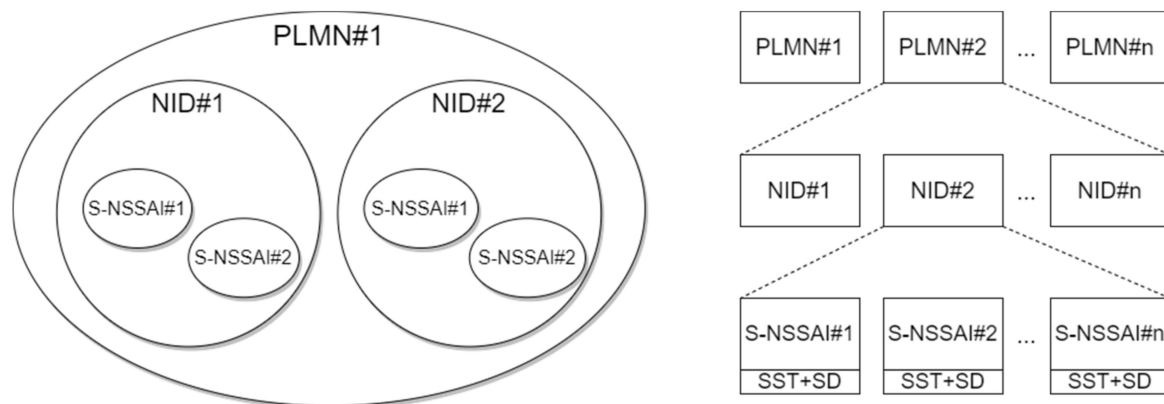 PLMN#1
NID#1
NID#2
S-NSSAI#1
S-NSSAI#2
S-NSSAI#1
S-NSSAI#2
PLMN#1 PLMN#2 ... PLMN#n
NID#1 NID#2 ... NID#n
S-NSSAI#1 S-NSSAI#2 ... S-NSSAI#n
SST+SD SST+SD SST+SD